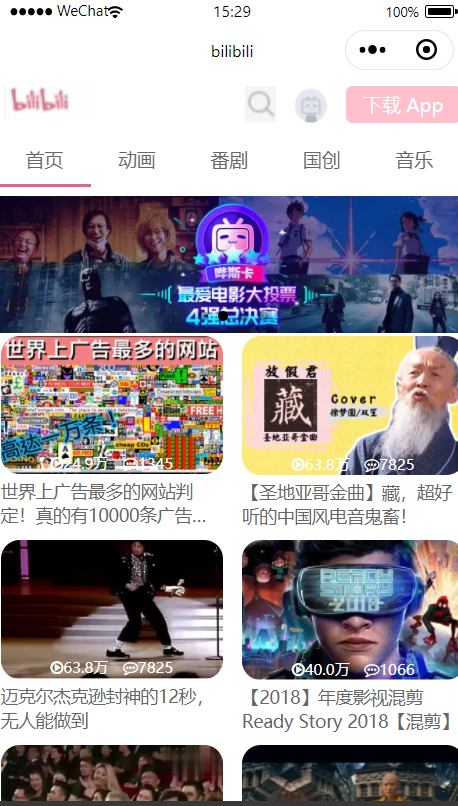 WeChat 15:29 100%
bilibili
bilibili 下载 App
首页 动画 番剧 国创 音乐
哔斯卡
最爱电影大投票
4强总决赛
世界上广告最多的网站
Download Movies
FREE
cheap CDs
高达一万条!
24.9万 1345
放假君
藏
Cover
徐梦圆/双笙
圣地亚哥金曲
63.8万 7825
世界上广告最多的网站判
定！真的有10000条广告...
【圣地亚哥金曲】藏，超好
听的中国风电音鬼畜！
63.8万 7825
READY
STORY
2018
40.0万 1066
迈克尔杰克逊封神的12秒，
无人能做到
【2018】年度影视混剪
Ready Story 2018【混剪】